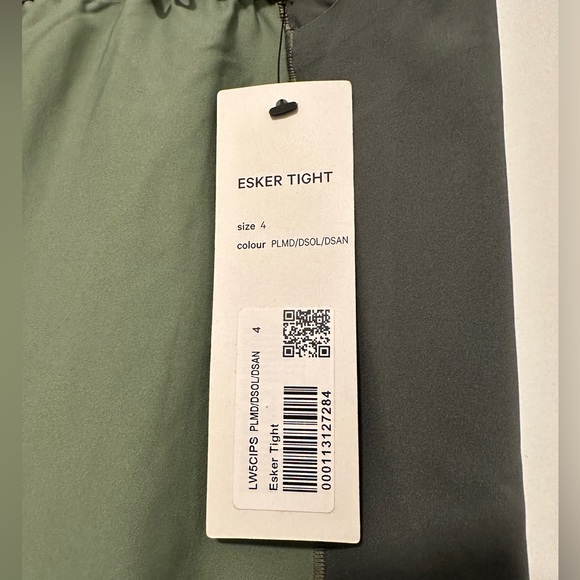 ESKER TIGHT
size 4
colour PLMD/DSOL/DSAN
LW5CIPS PLMD/DSOL/DSAN 4
Esker Tight
000113127284